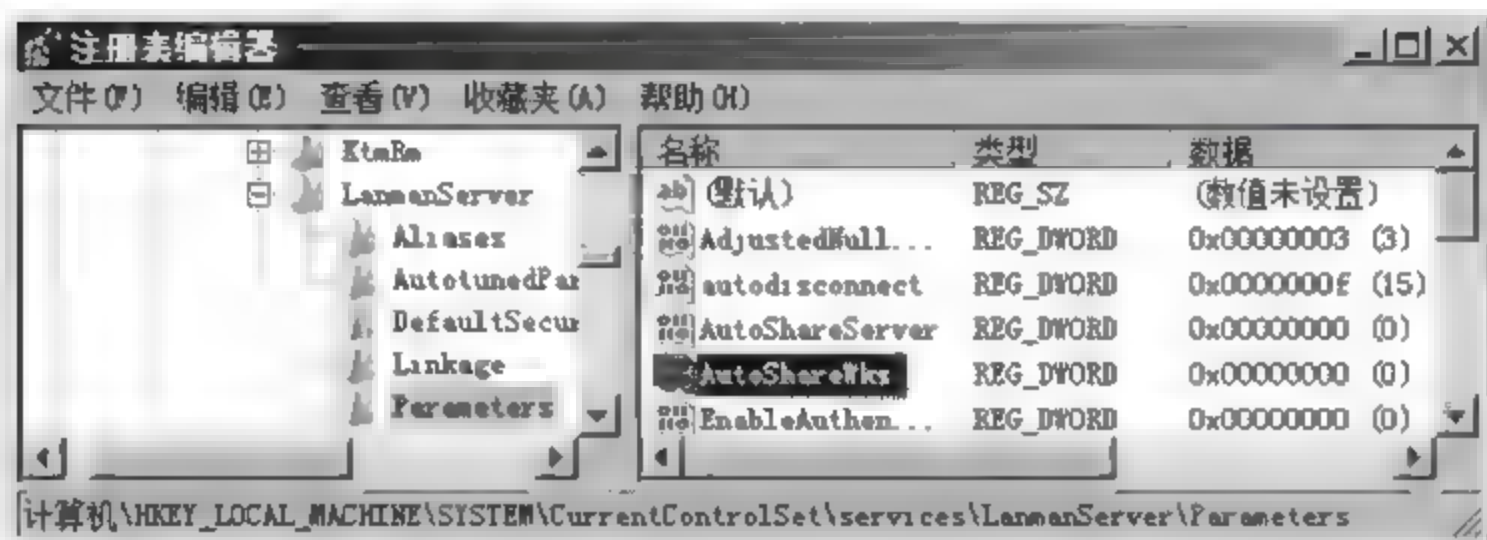 注册表编辑器
文件(F) 编辑(E) 查看(V) 收藏夹(A) 帮助(H)
KtmRm
LanmanServer
Aliases
AutotunedPar
DefaultSecur
Linkage
Parameters
名称 类型 数据
(默认) REG_SZ (数值未设置)
AdjustedNull... REG_DWORD 0x00000003 (3)
autodisconnect REG_DWORD 0x0000000f (15)
AutoShareServer REG_DWORD 0x00000000 (0)
AutoShareWks REG_DWORD 0x00000000 (0)
EnableAuthen... REG_DWORD 0x00000000 (0)
计算机\HKEY_LOCAL_MACHINE\SYSTEM\CurrentControlSet\services\LanmanServer\Parameters